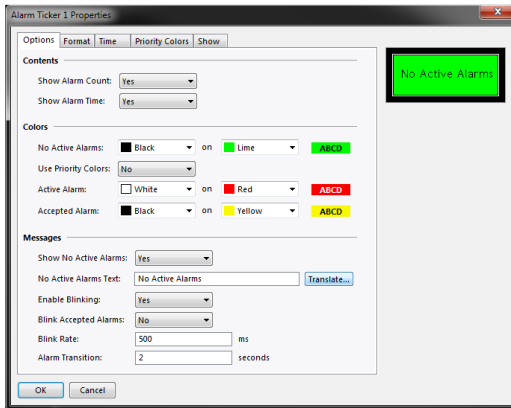 Alarm Ticker 1 Properties
Options Format Time Priority Colors Show
Contents
Show Alarm Count: Yes
Show Alarm Time: Yes
Colors
No Active Alarms: Black on Lime ABCD
Use Priority Colors: No
Active Alarm: White on Red ABCD
Accepted Alarm: Black on Yellow ABCD
Messages
Show No Active Alarms: Yes
No Active Alarms Text: No Active Alarms Translate...
Enable Blinking: Yes
Blink Accepted Alarms: No
Blink Rate: 500 ms
Alarm Transition: 2 seconds
OK Cancel
No Active Alarms